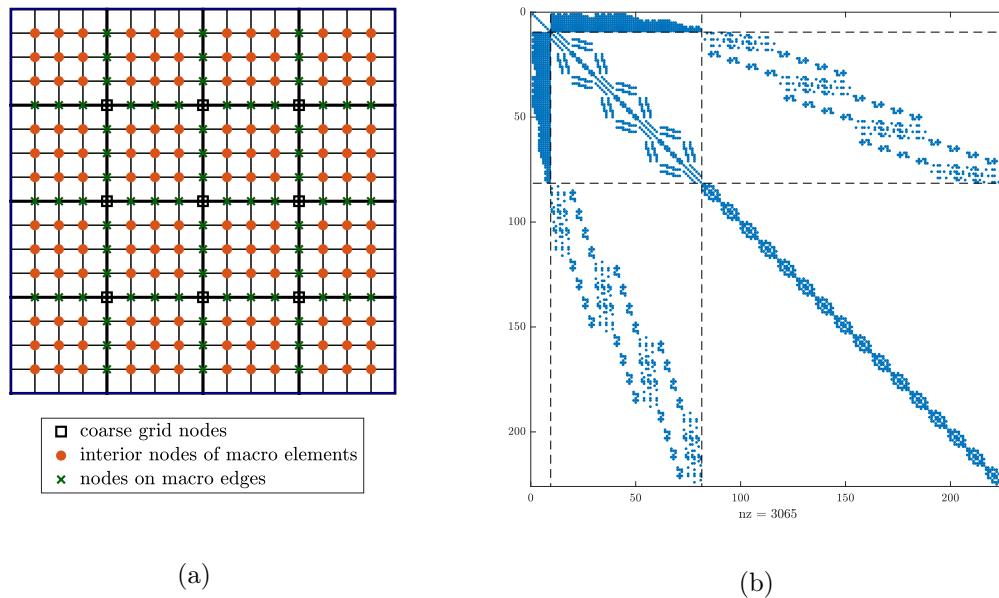 coarse grid nodes
interior nodes of macro elements
nodes on macro edges
(a)
0
50
100
150
200
0
50
100
150
200
nz = 3065
(b)